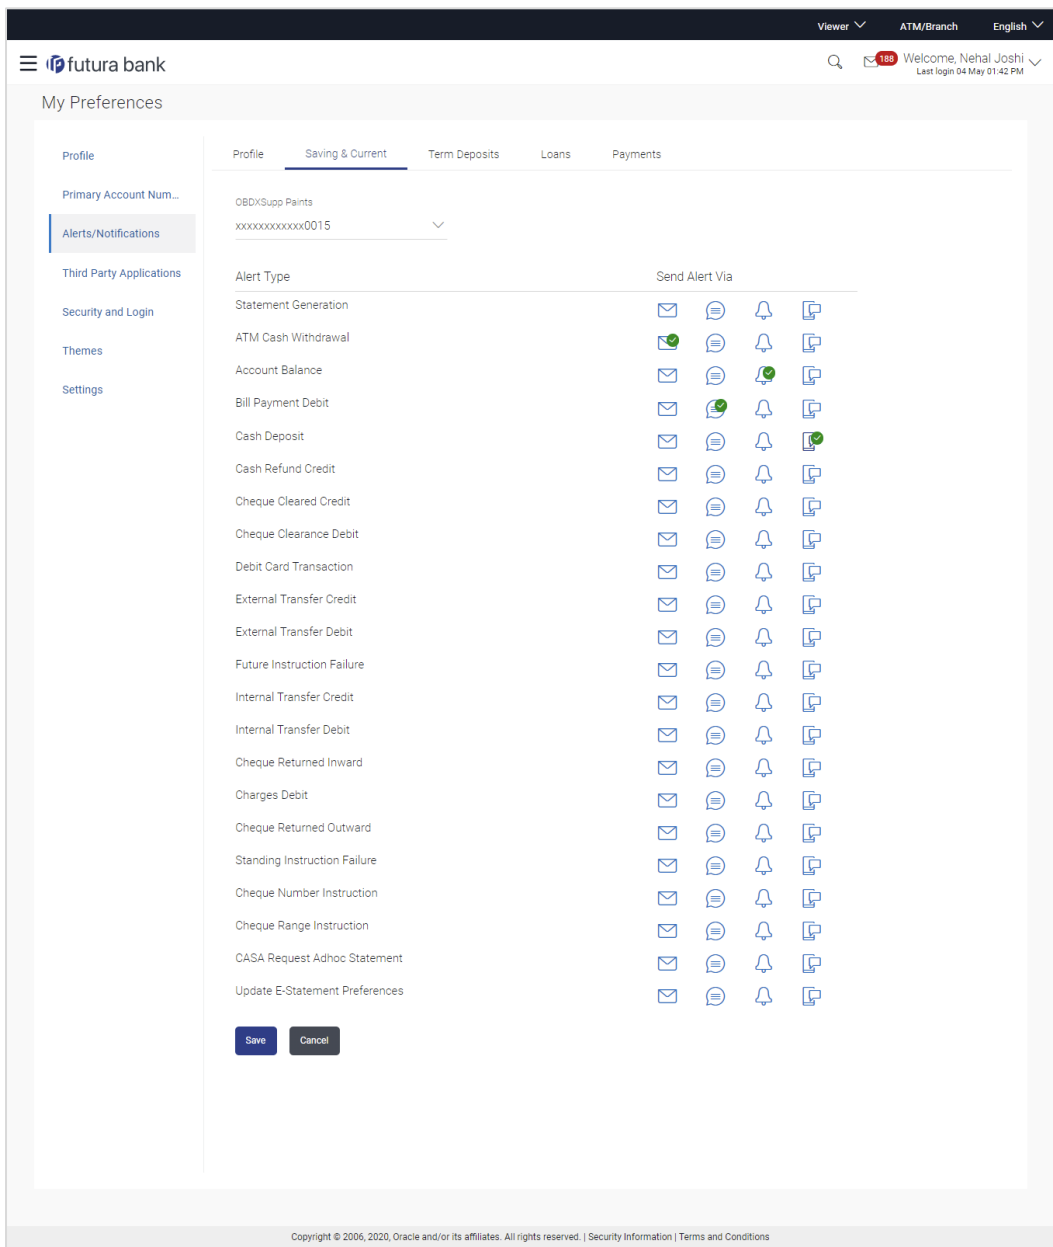 Viewer ATM/Branch English
futura bank 188 Welcome, Nehal Joshi
Last login 04 May 01:42 PM
My Preferences
Profile
Primary Account Num...
Alerts/Notifications
Third Party Applications
Security and Login
Themes
Settings
Profile Saving & Current Term Deposits Loans Payments
OBDXSupp Paints
xxxxxxxxxxxx0015
Alert Type Send Alert Via
Statement Generation
ATM Cash Withdrawal
Account Balance
Bill Payment Debit
Cash Deposit
Cash Refund Credit
Cheque Cleared Credit
Cheque Clearance Debit
Debit Card Transaction
External Transfer Credit
External Transfer Debit
Future Instruction Failure
Internal Transfer Credit
Internal Transfer Debit
Cheque Returned Inward
Charges Debit
Cheque Returned Outward
Standing Instruction Failure
Cheque Number Instruction
Cheque Range Instruction
CASA Request Adhoc Statement
Update E-Statement Preferences
Save Cancel
Copyright © 2006, 2020, Oracle and/or its affiliates. All rights reserved. | Security Information | Terms and Conditions